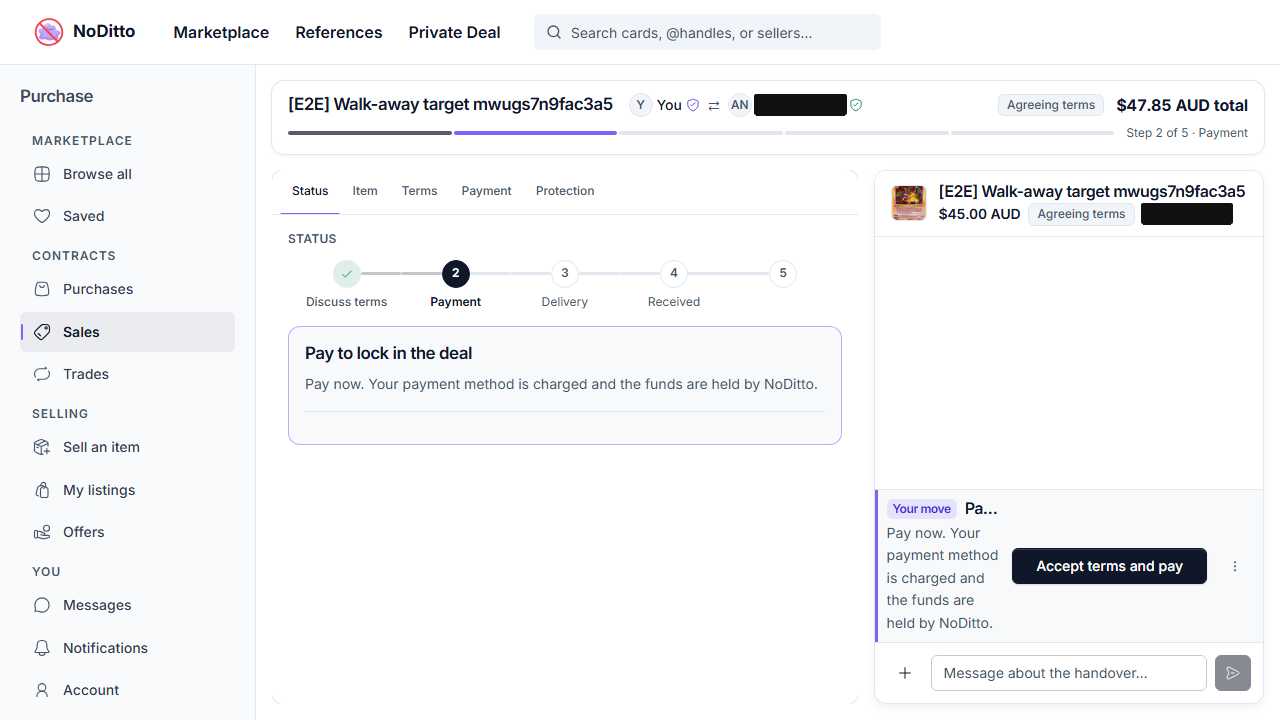 NoDitto
Marketplace
References
Private Deal
Search cards, @handles, or sellers...
Purchase
MARKETPLACE
Browse all
Saved
CONTRACTS
Purchases
Sales
Trades
SELLING
Sell an item
My listings
Offers
YOU
Messages
Notifications
Account
[E2E] Walk-away target mwugs7n9fac3a5
Y You
AN
Agreeing terms
$47.85 AUD total
Step 2 of 5 · Payment
Status
Item
Terms
Payment
Protection
STATUS
2
3
4
5
Discuss terms
Payment
Delivery
Received
Pay to lock in the deal
Pay now. Your payment method is charged and the funds are held by NoDitto.
[E2E] Walk-away target mwugs7n9fac3a5
$45.00 AUD
Agreeing terms
Your move
Pa...
Pay now. Your
payment method
is charged and
the funds are
held by NoDitto.
Accept terms and pay
Message about the handover...